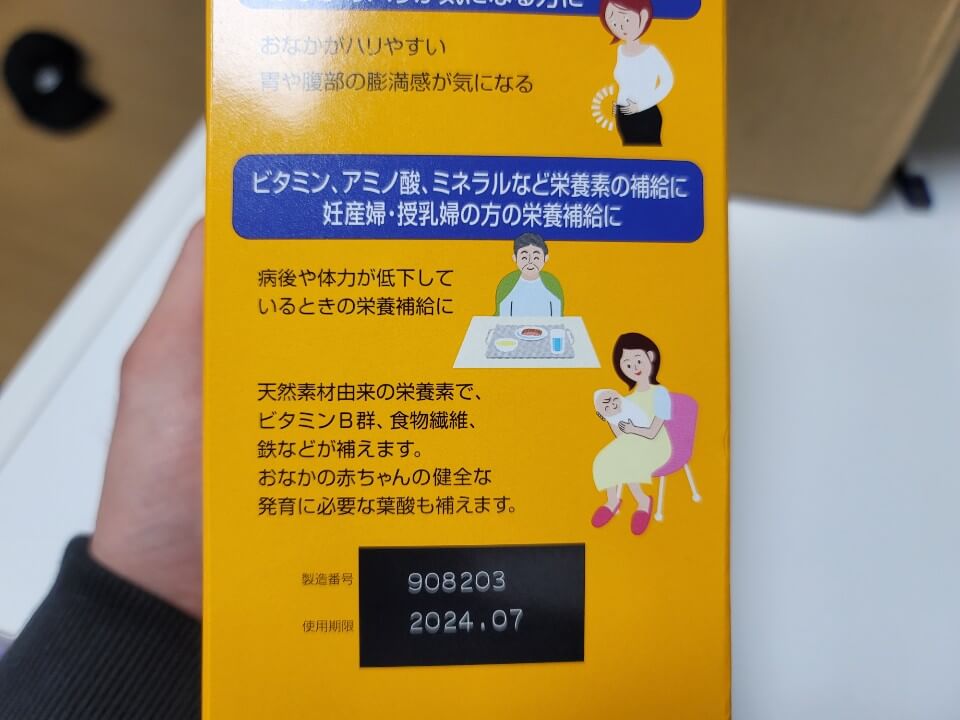 が気になる方に
おなかがハリやすい
胃や腹部の膨満感が気になる
ビタミン、アミノ酸、ミネラルなど栄養素の補給に
妊産婦・授乳婦の方の栄養補給に
病後や体力が低下して
いるときの栄養補給に
天然素材由来の栄養素で、
ビタミンB群、食物繊維、
鉄などが補えます。
おなかの赤ちゃんの健全な
発育に必要な葉酸も補えます。
製造番号 908203
使用期限 2024.07